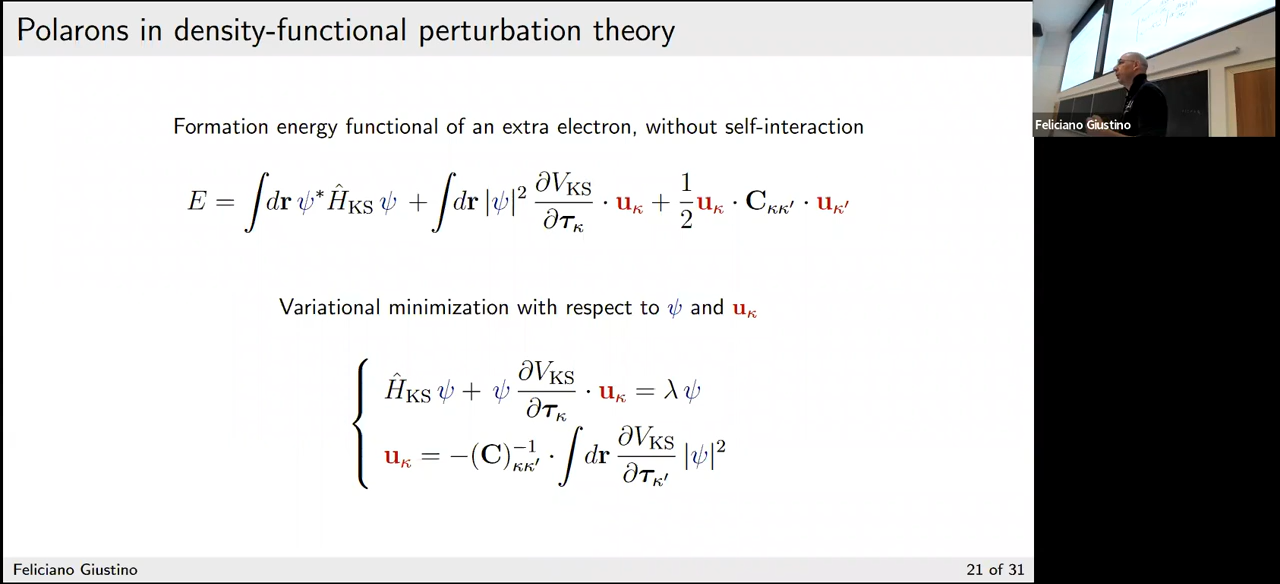 Polarons in density-functional perturbation theory
Formation energy functional of an extra electron, without self-interaction
E = ∫dr ψ* Ĥ_KS ψ + ∫dr |ψ|² ∂V_KS/∂τ_κ · u_κ + 1/2 u_κ · C_κκ′ · u_κ′
Variational minimization with respect to ψ and u_κ
Ĥ_KS ψ + ψ ∂V_KS/∂τ_κ · u_κ = λ ψ
u_κ = −(C)⁻¹_κκ′ · ∫dr ∂V_KS/∂τ_κ′ |ψ|²
Feliciano Giustino
21 of 31
Feliciano Giustino